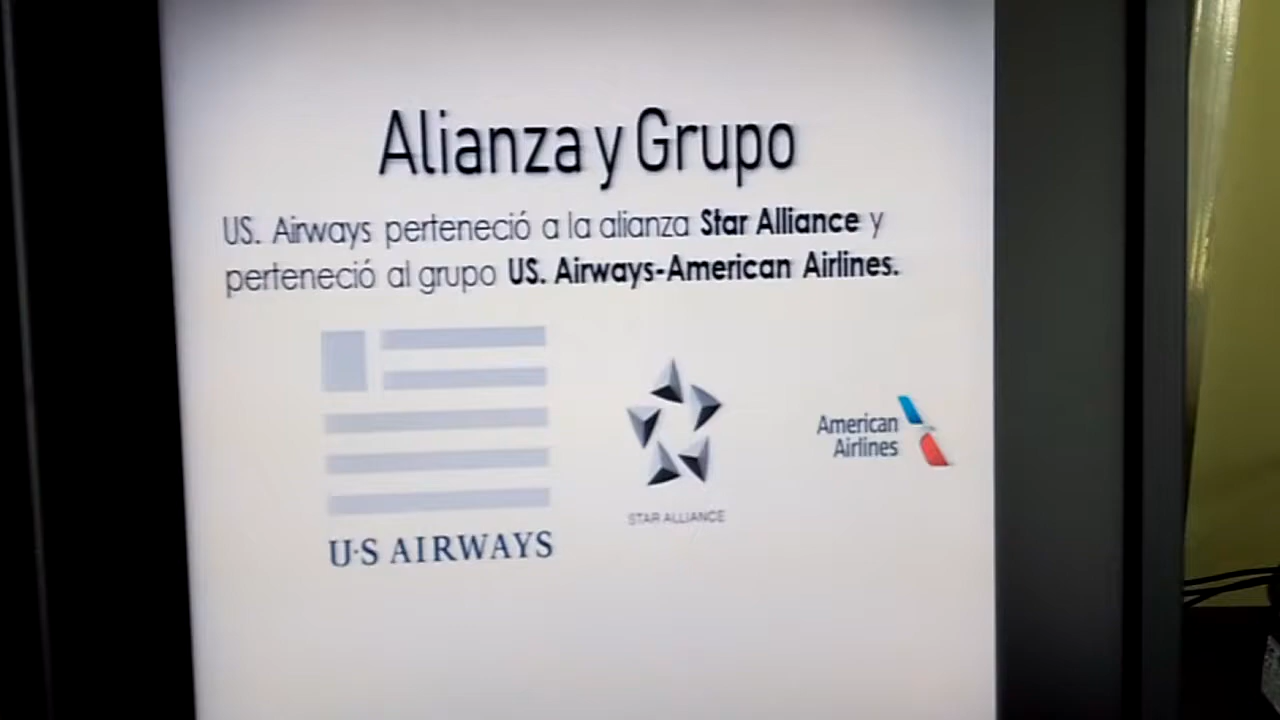 Alianza y Grupo
US. Airways perteneció a la alianza Star Alliance y
perteneció al grupo US. Airways-American Airlines.
U·S AIRWAYS
STAR ALLIANCE
American
Airlines